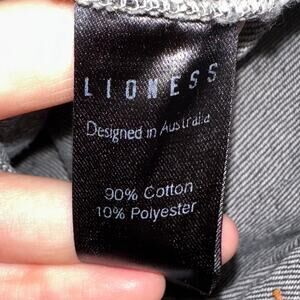 LIONESS
Designed in Australia
90% Cotton
10% Polyester